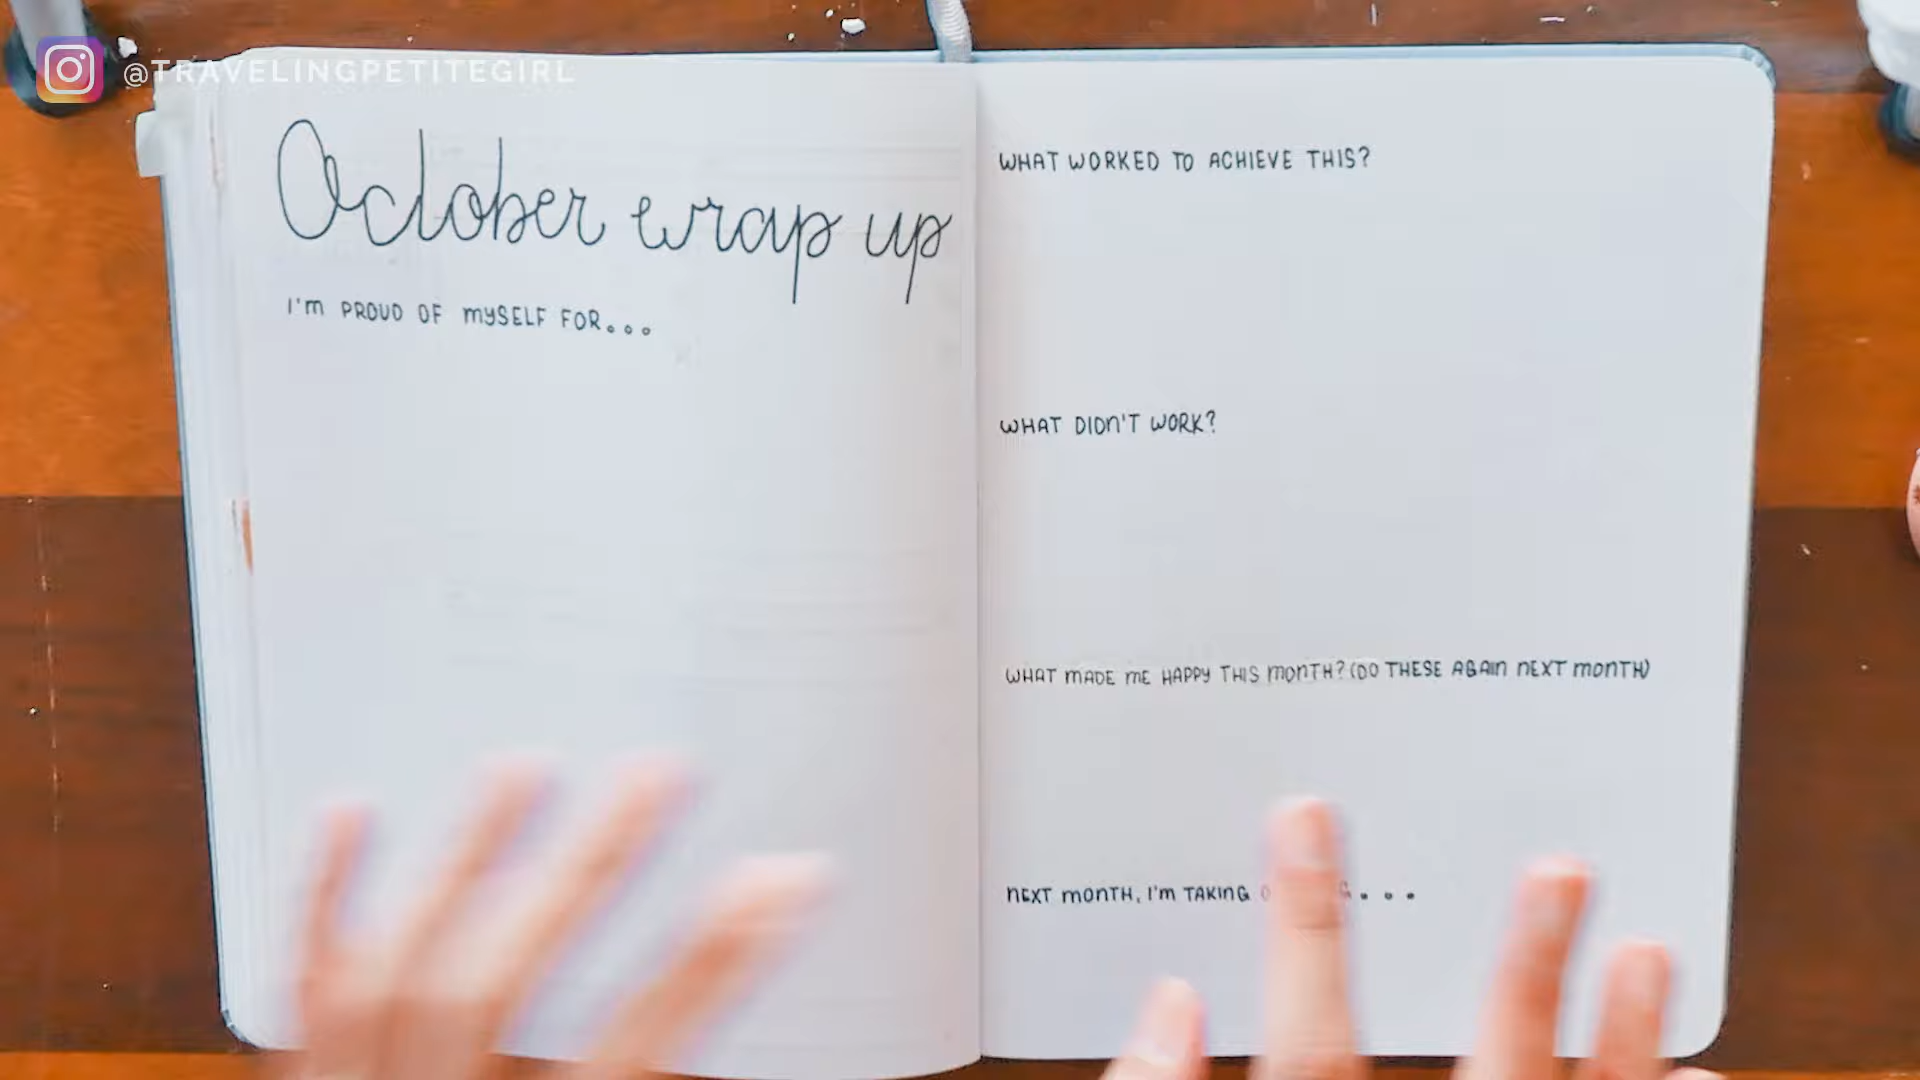 @TRAVELINGPETITEGIRL
October wrap up
I'm PROUD OF mySELF FOR...
WHAT WORKED TO ACHIEVE THIS?
WHAT DIDn'T WORK?
WHAT mADE mE HAPPY THIS mOnTH? (DO THESE AGAIn nEXT mOnTH)
nEXT mOnTH, I'm TAKInG ...